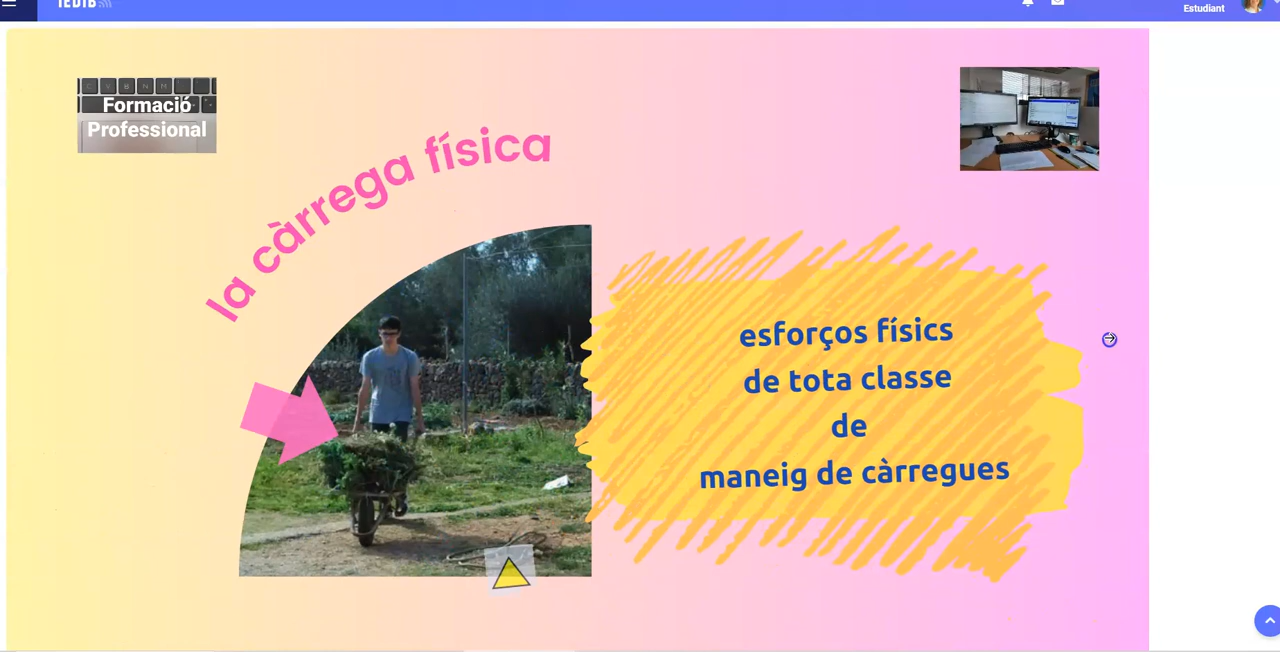 IEDIB
Estudiant
C V B N M
Formació
Professional
la càrrega física
esforços físics
de tota classe
de
maneig de càrregues